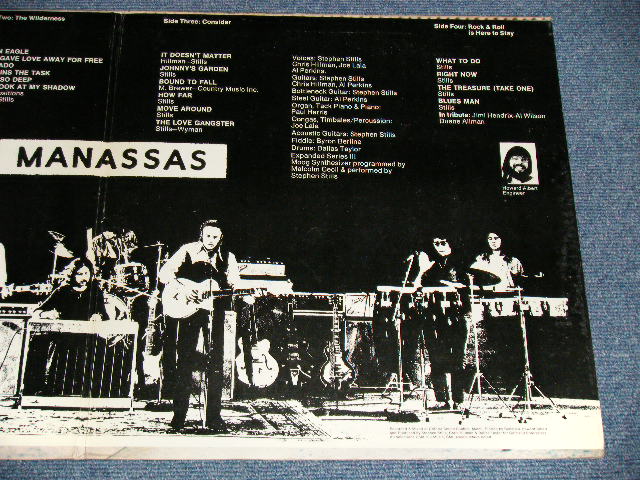 Two: The Wilderness
N EAGLE
GAVE LOVE AWAY FOR FREE
ADO
INS THE TASK
SO DEEP
OOK AT MY SHADOW
ositions
Stills
Side Three: Consider
IT DOESN'T MATTER
Hillman-Stills
JOHNNY'S GARDEN
Stills
BOUND TO FALL
M. Brewer-Country Music Inc.
HOW FAR
Stills
MOVE AROUND
Stills
THE LOVE GANGSTER
Stills-Wyman
Voices: Stephen Stills
Chris Hillman, Joe Lala
Al Perkins.
Guitars: Stephen Stills
Chris Hillman, Al Perkins
Bottleneck Guitar: Stephen Stills
Steel Guitar: Al Perkins
Organ, Tack Piano & Piano:
Paul Harris
Congas, Timbales, Percussion:
Joe Lala
Acoustic Guitars: Stephen Stills
Fiddle: Byron Berline
Drums: Dallas Taylor
Expanded Series III
Moog Synthesizer programmed by
Malcolm Cecil & performed by
Stephen Stills
Side Four: Rock & Roll
is Here to Stay
WHAT TO DO
Stills
RIGHT NOW
Stills
THE TREASURE (TAKE ONE)
Stills
BLUES MAN
Stills
In tribute: Jimi Hendrix-Al Wilson
Duane Allman.
Howard Albert
Engineer
MANASSAS